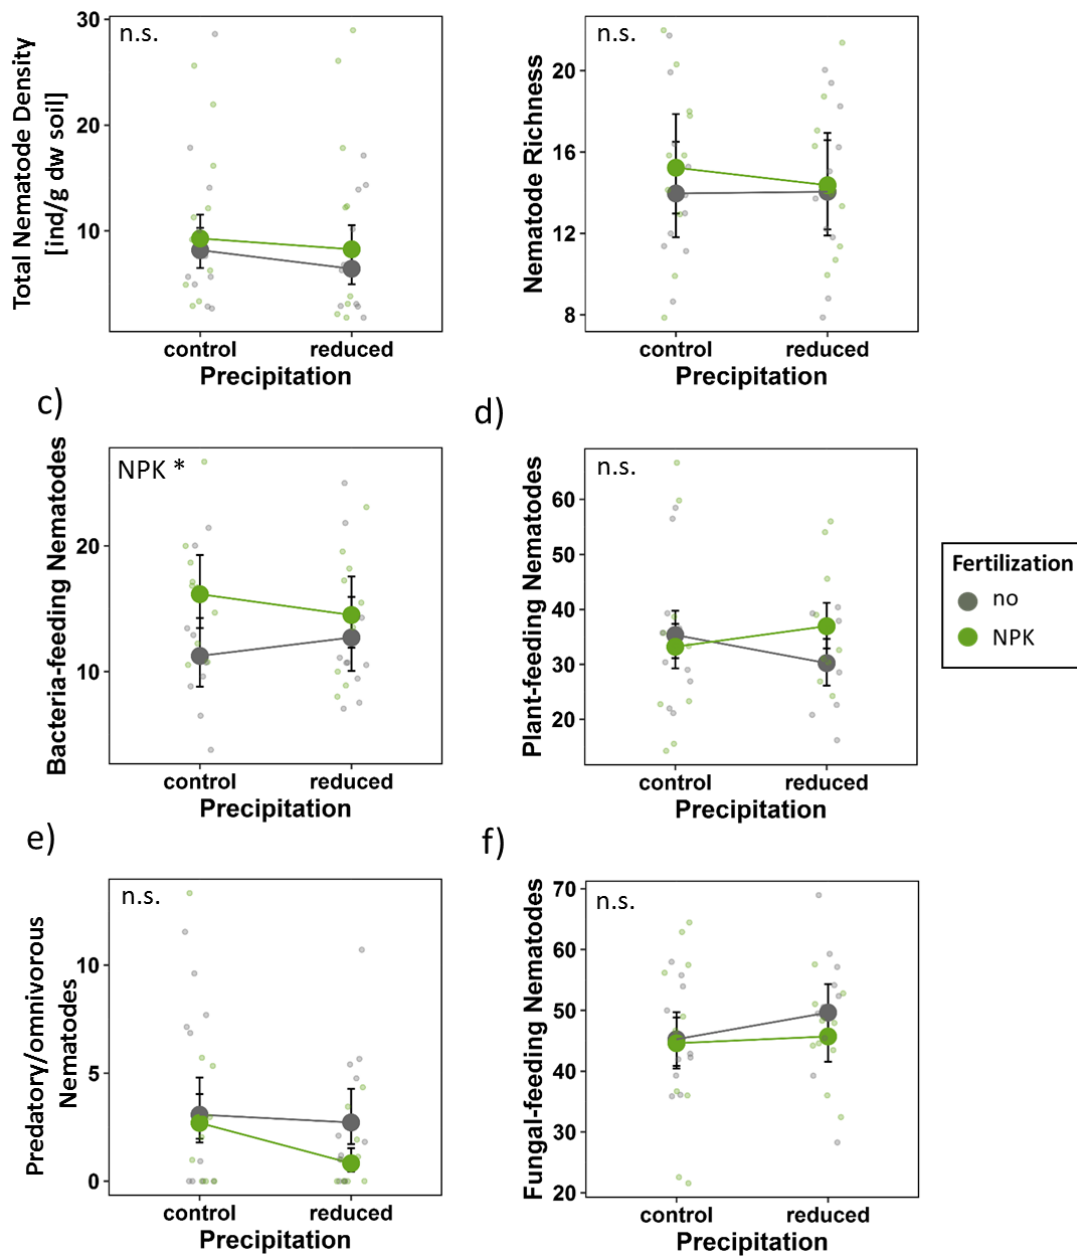 n.s.
30
20
10
Total Nematode Density
[ind/g dw soil]
control
reduced
Precipitation
n.s.
20
16
12
8
Nematode Richness
control
reduced
Precipitation
c)
NPK *
20
10
Bacteria-feeding Nematodes
control
reduced
Precipitation
d)
n.s.
60
50
40
30
20
Plant-feeding Nematodes
control
reduced
Precipitation
Fertilization
no
NPK
e)
n.s.
10
5
0
Predatory/omnivorous
Nematodes
control
reduced
Precipitation
f)
n.s.
70
60
50
40
30
20
Fungal-feeding Nematodes
control
reduced
Precipitation